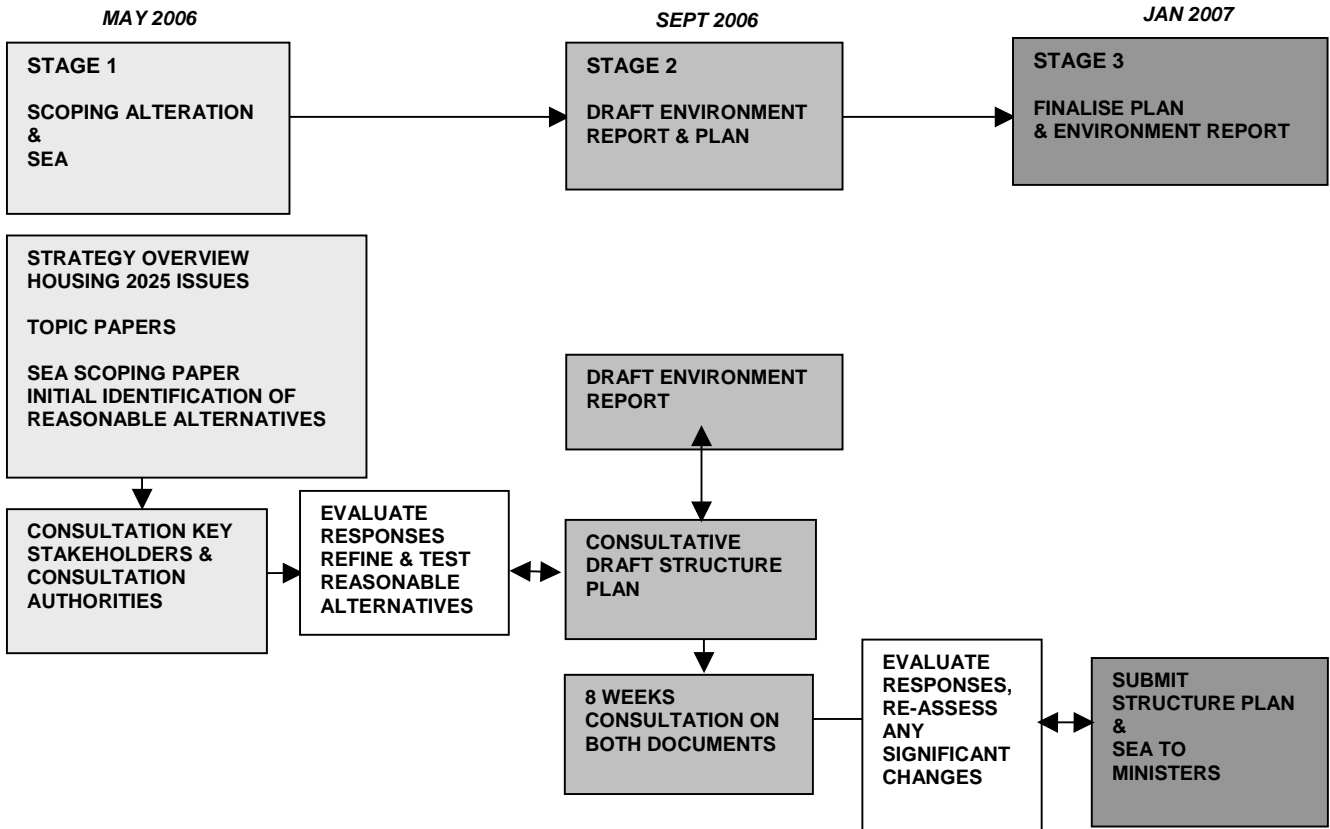 MAY 2006
SEPT 2006
JAN 2007
STAGE 1
SCOPING ALTERATION
&
SEA
STAGE 2
DRAFT ENVIRONMENT
REPORT & PLAN
STAGE 3
FINALISE PLAN
& ENVIRONMENT REPORT
STRATEGY OVERVIEW
HOUSING 2025 ISSUES
TOPIC PAPERS
SEA SCOPING PAPER
INITIAL IDENTIFICATION OF
REASONABLE ALTERNATIVES
CONSULTATION KEY
STAKEHOLDERS &
CONSULTATION
AUTHORITIES
EVALUATE
RESPONSES
REFINE & TEST
REASONABLE
ALTERNATIVES
DRAFT ENVIRONMENT
REPORT
CONSULTATIVE
DRAFT STRUCTURE
PLAN
8 WEEKS
CONSULTATION ON
BOTH DOCUMENTS
EVALUATE
RESPONSES,
RE-ASSESS
ANY
SIGNIFICANT
CHANGES
SUBMIT
STRUCTURE PLAN
&
SEA TO
MINISTERS